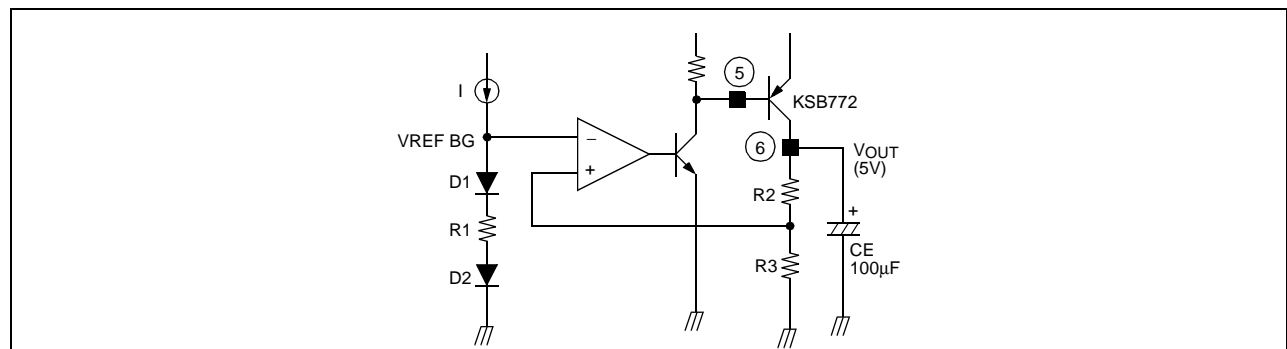 I
VREF BG
D1
R1
D2
−
+
5
KSB772
6
VOUT
(5V)
R2
R3
+
CE
100μF